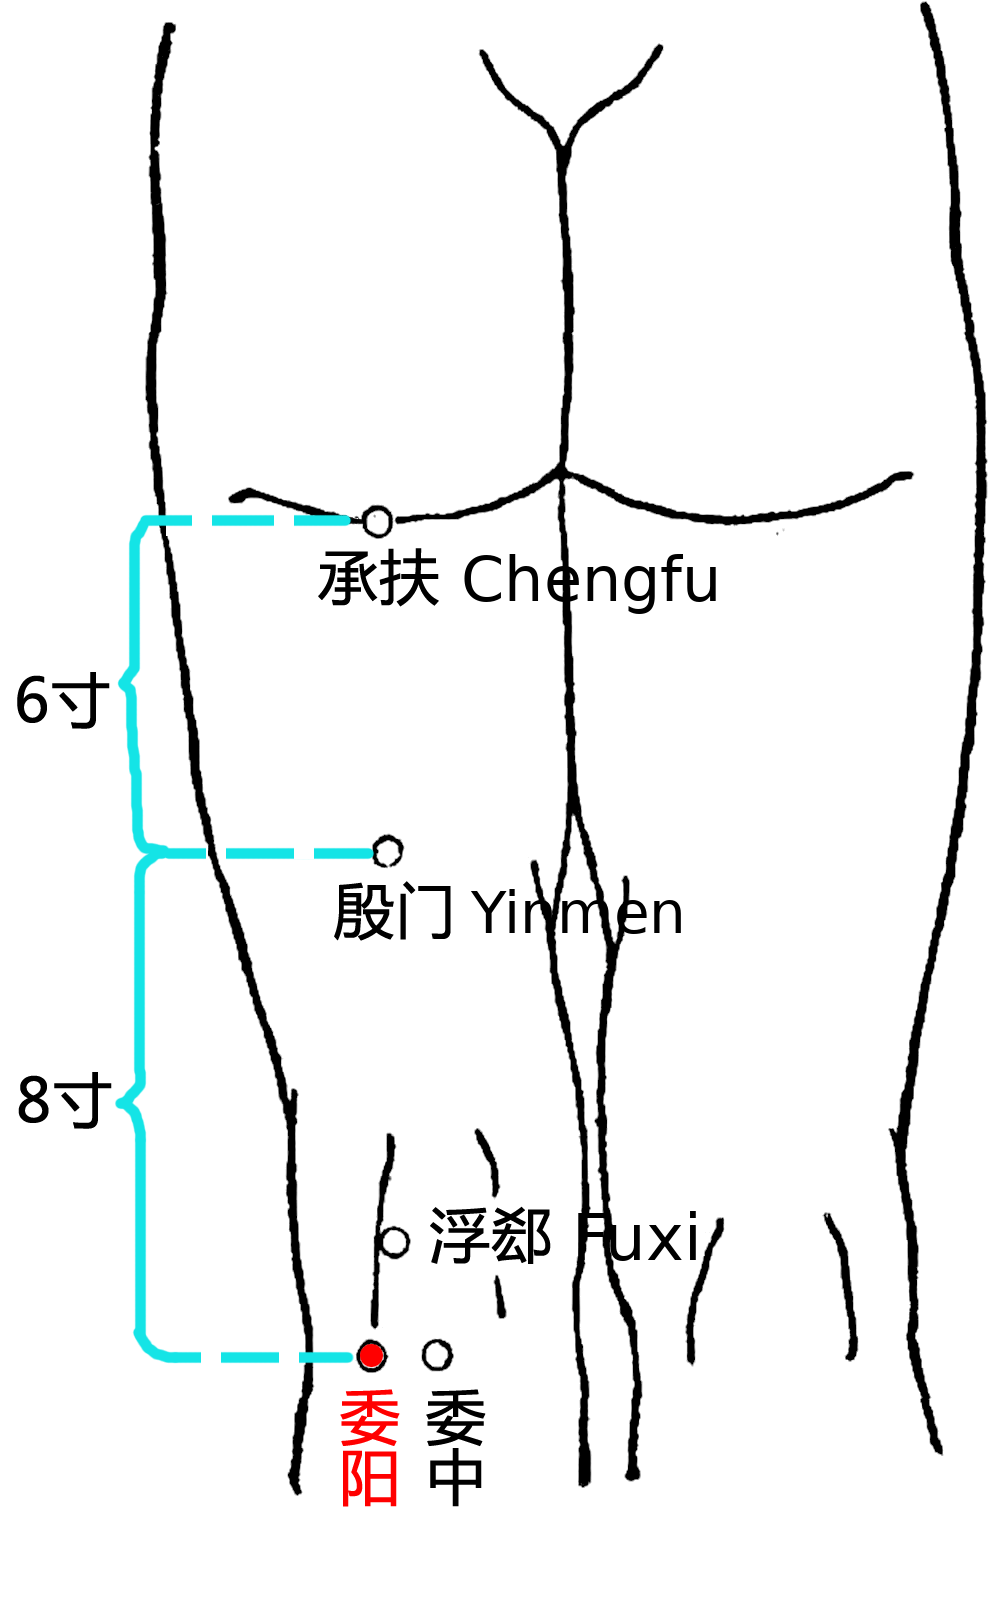 承扶 Chengfu
6寸
殷门 Yinmen
8寸
浮郄 Fuxi
委阳
委中